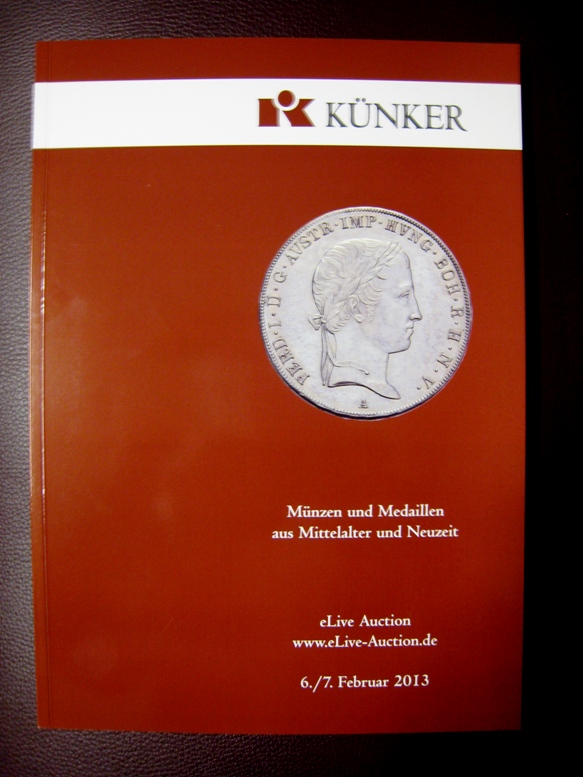 KÜNKER
FERD·I·D·G·AVSTR·IMP·HVNG·BOH·R·H·N·V·
A
Münzen und Medaillen
aus Mittelalter und Neuzeit
eLive Auction
www.eLive-Auction.de
6./7. Februar 2013